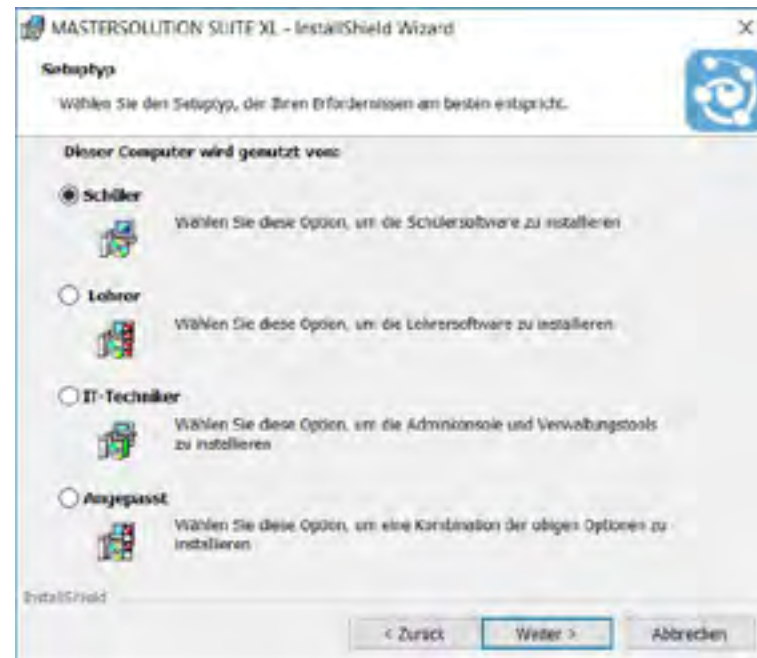 MASTERSOLUTION SUITE XL - InstallShield Wizard
Setuptyp
Wählen Sie den Setuptyp, der Ihren Erfordernissen am besten entspricht.
Dieser Computer wird genutzt von:
Schüler
Wählen Sie diese Option, um die Schülersoftware zu installieren
Lehrer
Wählen Sie diese Option, um die Lehrersoftware zu installieren
IT-Techniker
Wählen Sie diese Option, um die Adminkonsole und Verwaltungstools
zu installieren
Angepasst
Wählen Sie diese Option, um eine Kombination der obigen Optionen zu
installieren
InstallShield
< Zurück Weiter > Abbrechen